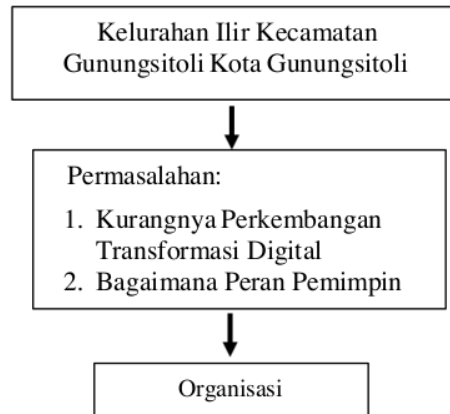 Kelurahan Ilir Kecamatan
Gunungsitoli Kota Gunungsitoli
Permasalahan:
1. Kurangnya Perkembangan
Transformasi Digital
2. Bagaimana Peran Pemimpin
Organisasi